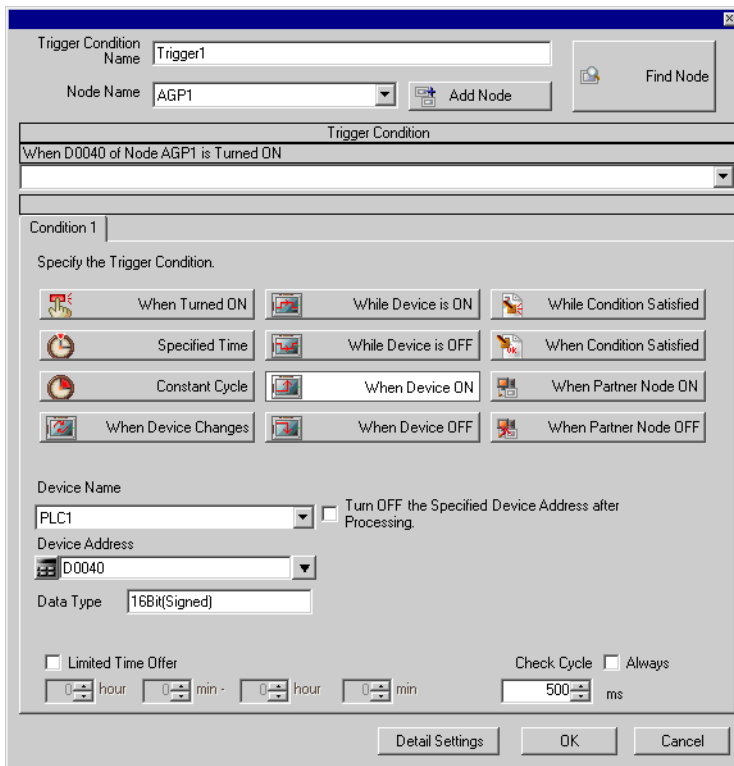 Trigger Condition
Name
Trigger1
Find Node
Node Name
AGP1
Add Node
Trigger Condition
When D0040 of Node AGP1 is Turned ON
Condition 1
Specify the Trigger Condition.
When Turned ON
While Device is ON
While Condition Satisfied
Specified Time
While Device is OFF
When Condition Satisfied
Constant Cycle
When Device ON
When Partner Node ON
When Device Changes
When Device OFF
When Partner Node OFF
Device Name
PLC1
Turn OFF the Specified Device Address after
Processing.
Device Address
D0040
Data Type
16Bit(Signed)
Limited Time Offer
Check Cycle
Always
0 hour 0 min - 0 hour 0 min
500 ms
Detail Settings
OK
Cancel